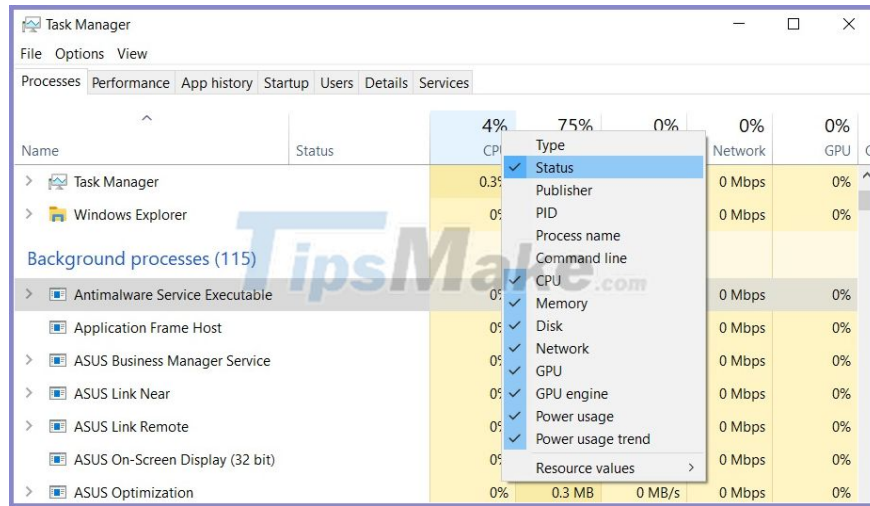 Task Manager
File Options View
Processes Performance App history Startup Users Details Services
4% 75% 0% 0% 0%
Name Status CPU Network GPU
Task Manager 0.3% 0 Mbps 0%
Windows Explorer 0% 0 Mbps 0%
Background processes (115)
Antimalware Service Executable 0% 0 Mbps 0%
Application Frame Host 0% 0 Mbps 0%
ASUS Business Manager Service 0% 0 Mbps 0%
ASUS Link Near 0% 0 Mbps 0%
ASUS Link Remote 0% 0 Mbps 0%
ASUS On-Screen Display (32 bit) 0% 0 Mbps 0%
ASUS Optimization 0% 0.3 MB 0 MB/s 0 Mbps 0%
Type
Status
Publisher
PID
Process name
Command line
CPU
Memory
Disk
Network
GPU
GPU engine
Power usage
Power usage trend
Resource values
TipsMake.com